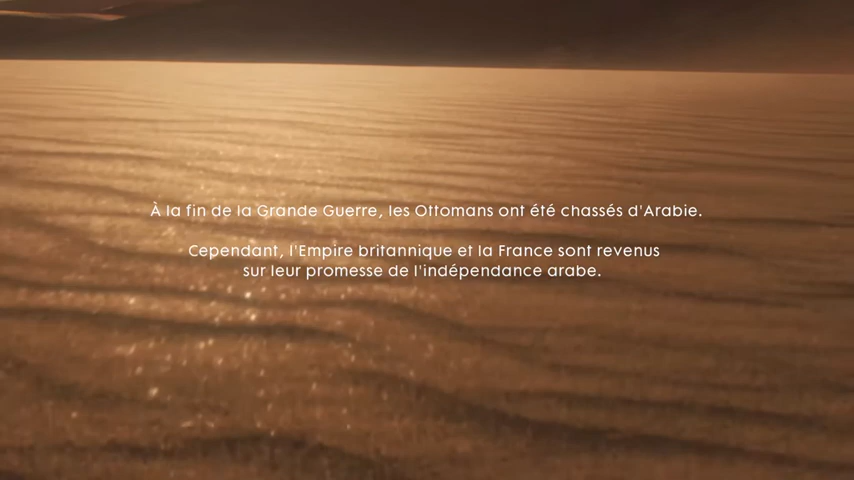 À la fin de la Grande Guerre, les Ottomans ont été chassés d'Arabie.
Cependant, l'Empire britannique et la France sont revenus
sur leur promesse de l'indépendance arabe.